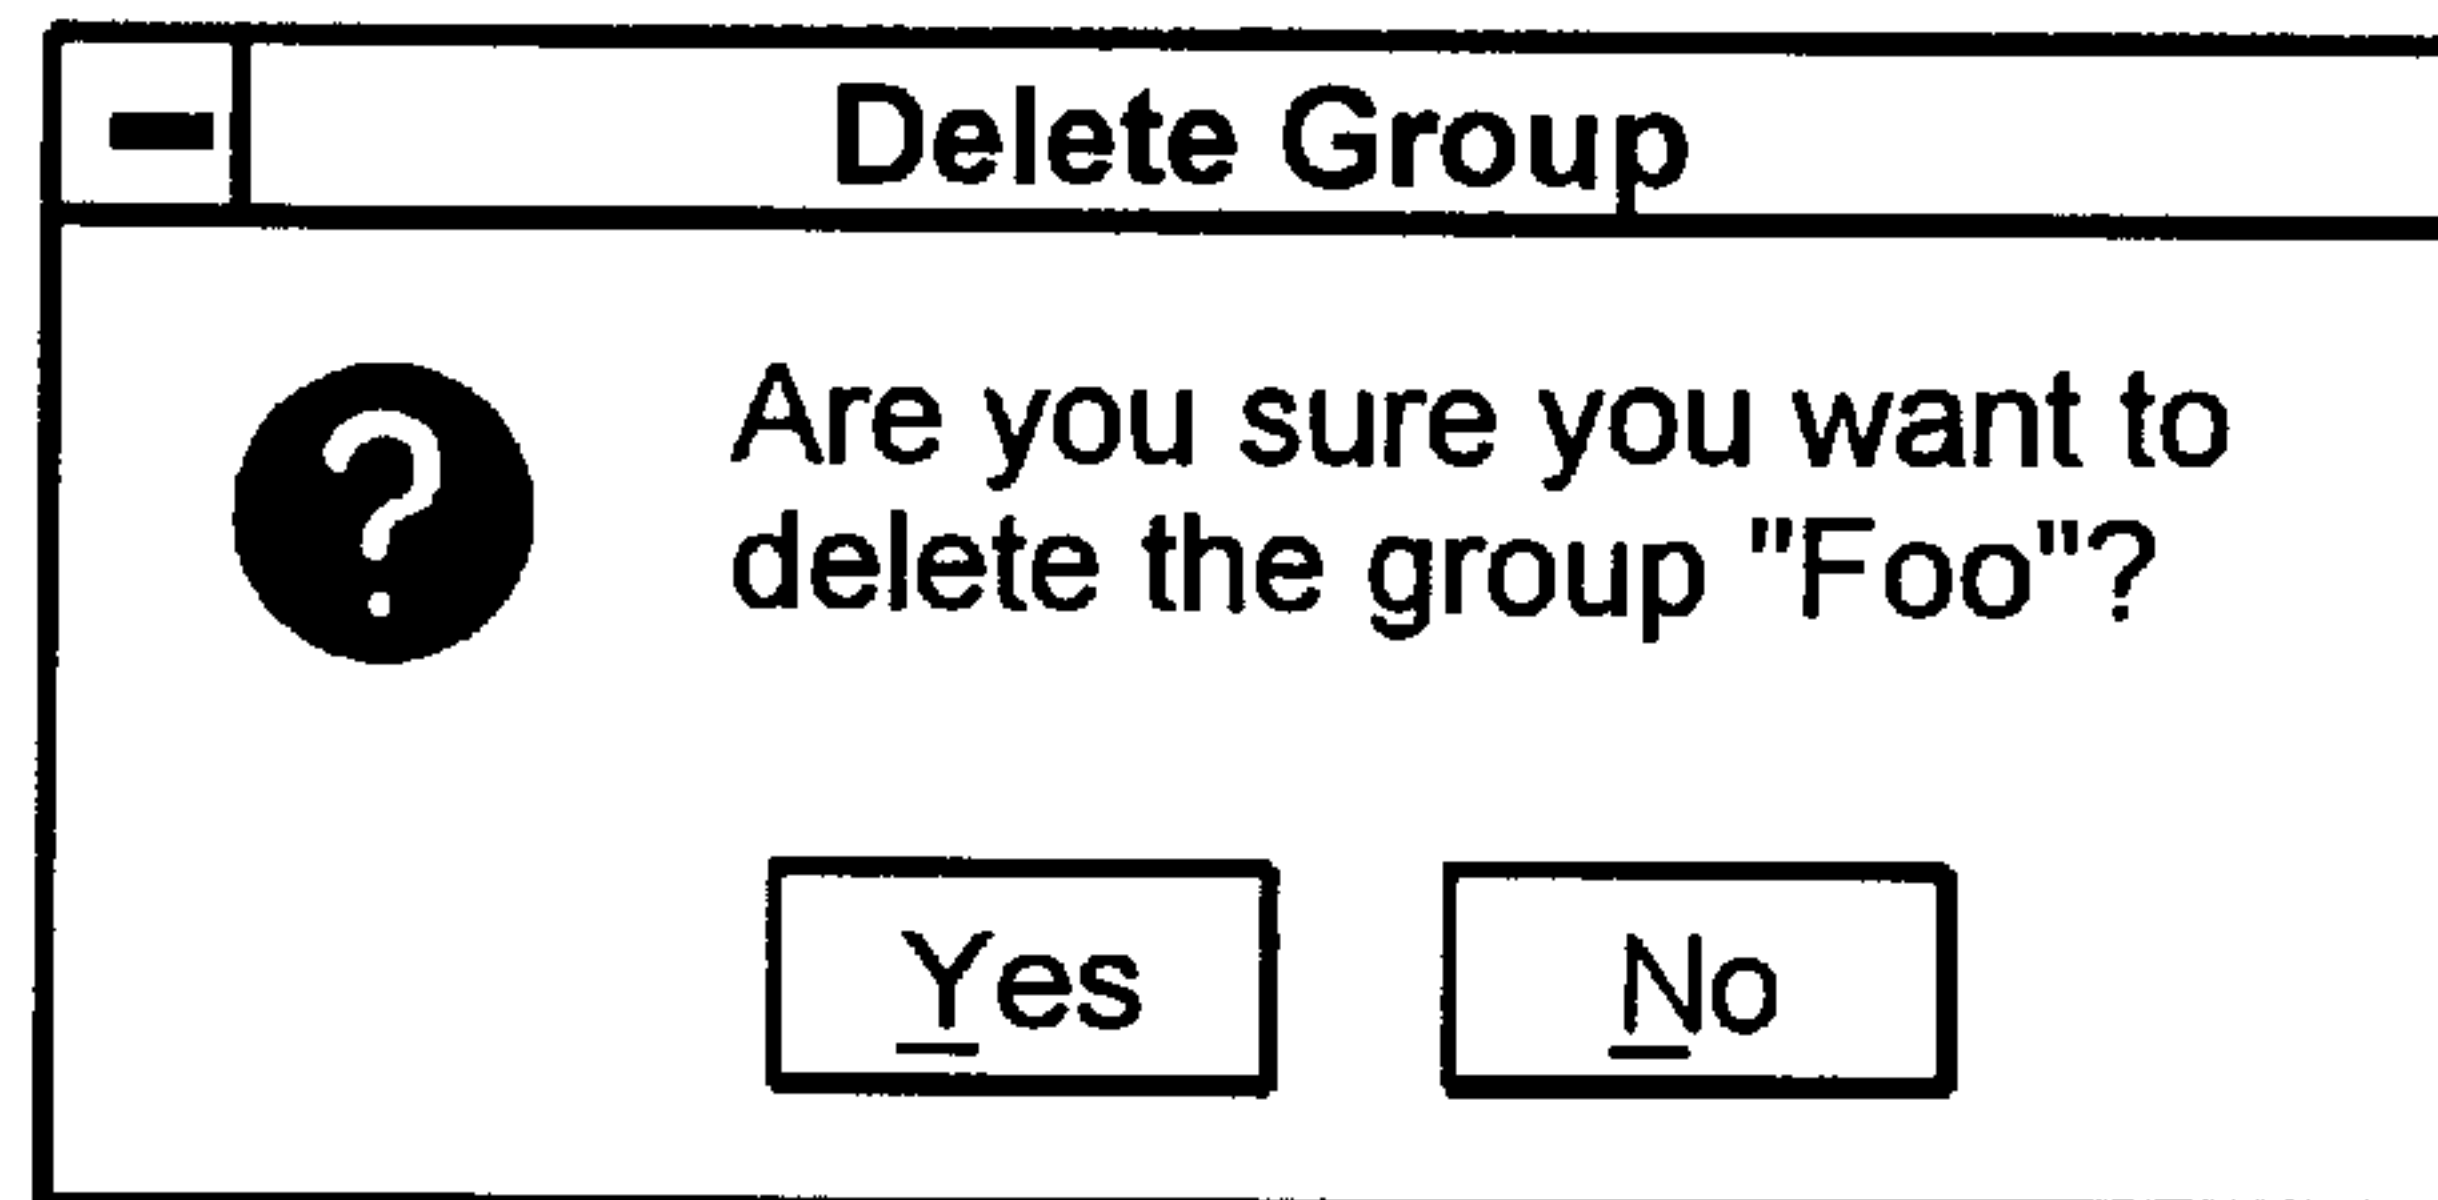 Delete Group
Are you sure you want to
delete the group "Foo"?
Yes
No